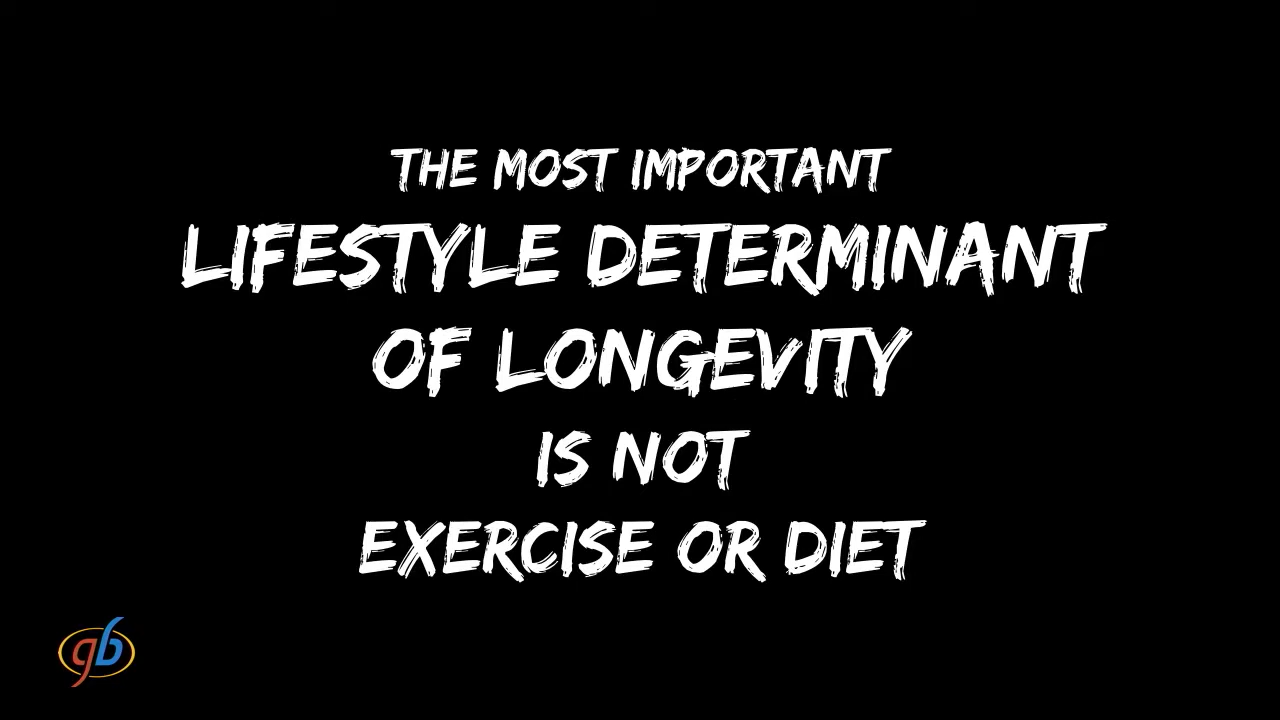 THE MOST IMPORTANT
LIFESTYLE DETERMINANT
OF LONGEVITY
IS NOT
EXERCISE OR DIET
gb